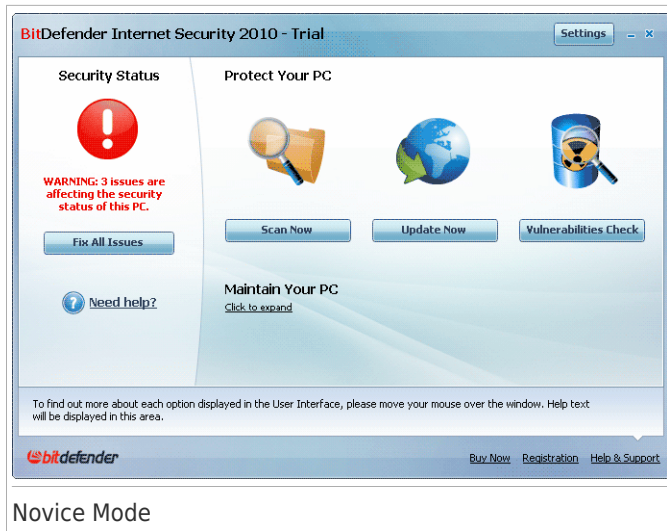 BitDefender Internet Security 2010 - Trial
Settings
Security Status
WARNING: 3 issues are
affecting the security
status of this PC.
Fix All Issues
Need help?
Protect Your PC
Scan Now
Update Now
Vulnerabilities Check
Maintain Your PC
Click to expand
To find out more about each option displayed in the User Interface, please move your mouse over the window. Help text
will be displayed in this area.
bitdefender
Buy Now Registration Help & Support
Novice Mode